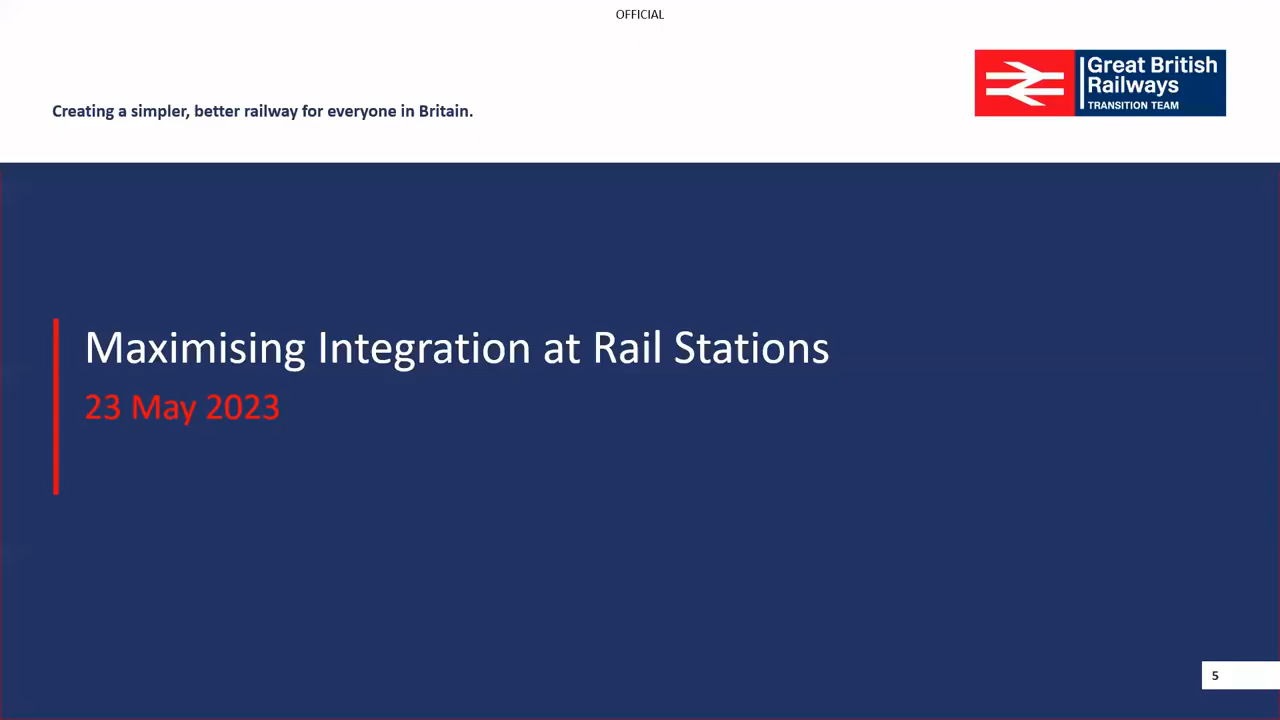 OFFICIAL
Great British
Railways
TRANSITION TEAM
Creating a simpler, better railway for everyone in Britain.
Maximising Integration at Rail Stations
23 May 2023
5